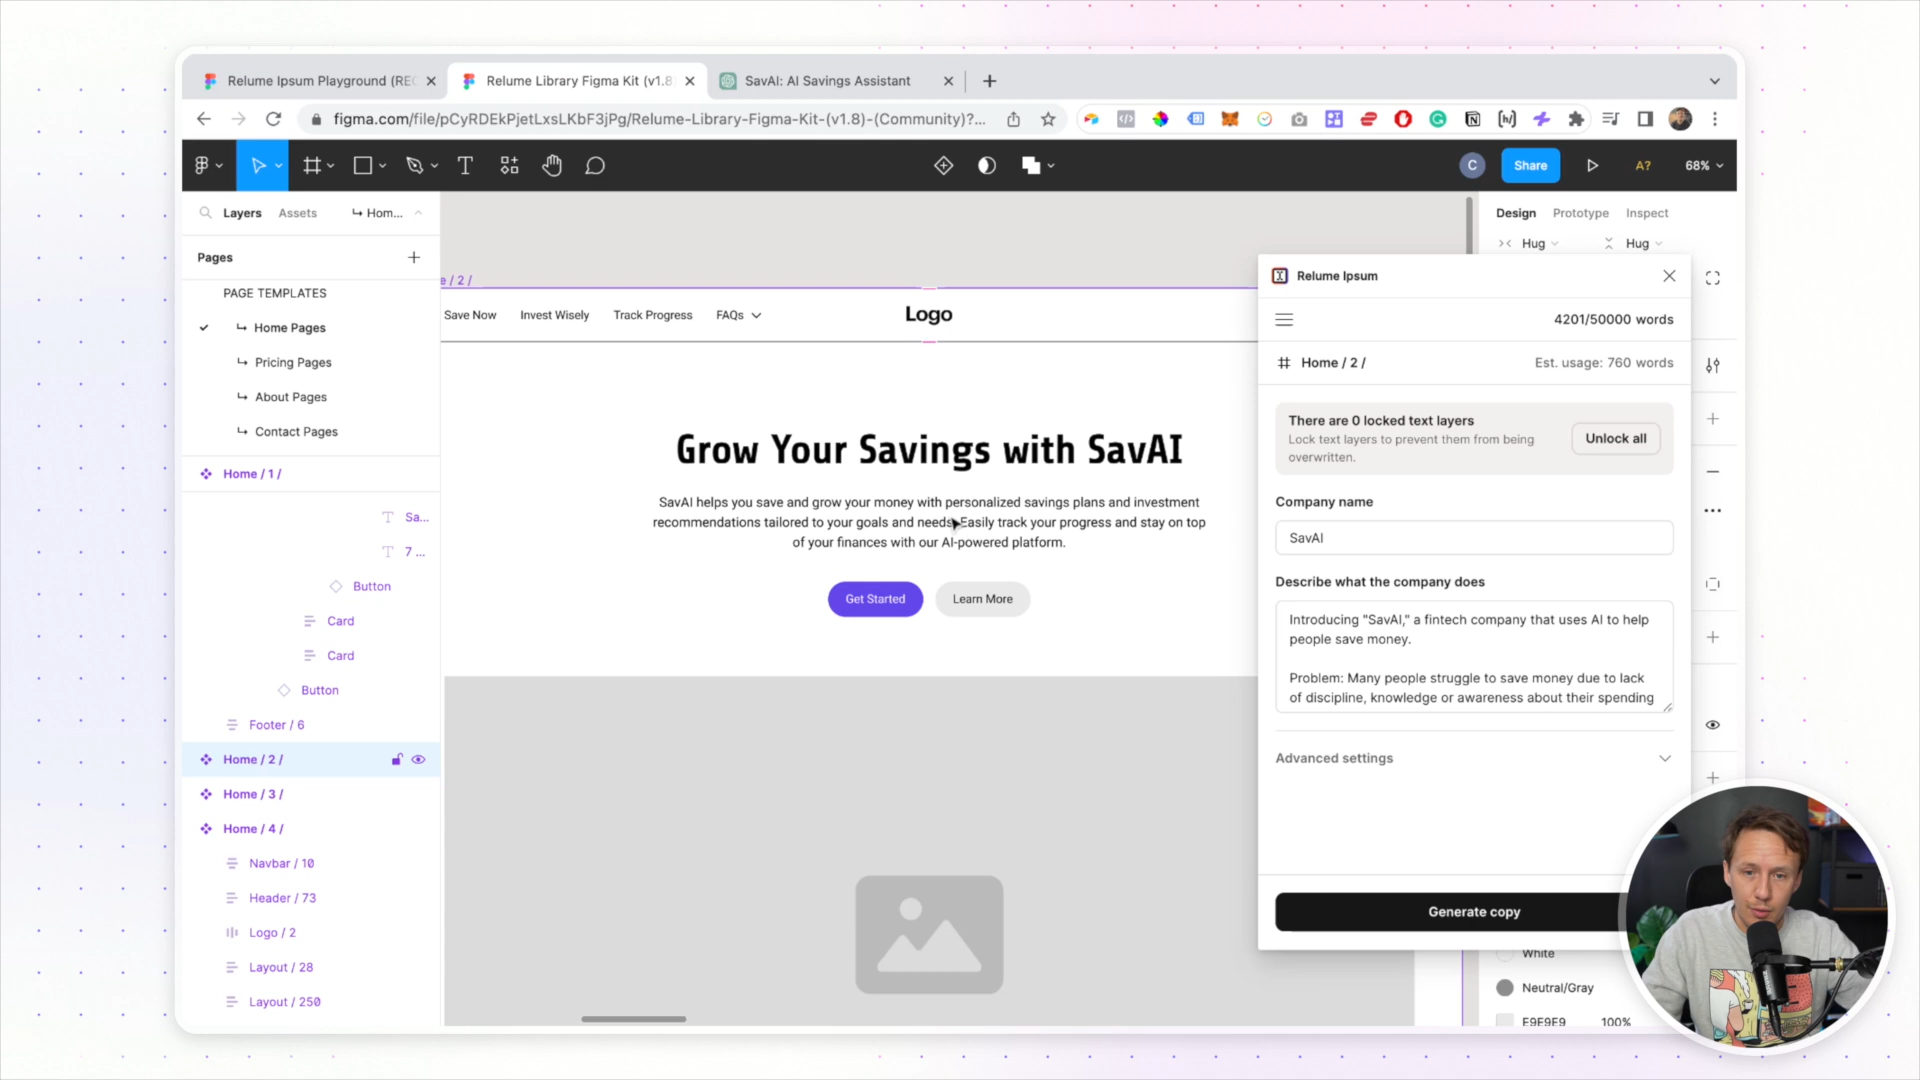 Relume Ipsum Playground (REC
Relume Library Figma Kit (v1.8)
SavAI: AI Savings Assistant
figma.com/file/pCyRDEkPjetLxsLKbF3jPg/Relume-Library-Figma-Kit-(v1.8)-(Community)?...
C
Share
A?
68%
Layers
Assets
Hom...
Design
Prototype
Inspect
Hug
Hug
Pages
PAGE TEMPLATES
Home Pages
Pricing Pages
About Pages
Contact Pages
Home / 1 /
Sa...
7 ...
Button
Card
Card
Button
Footer / 6
Home / 2 /
Home / 3 /
Home / 4 /
Navbar / 10
Header / 73
Logo / 2
Layout / 28
Layout / 250
e / 2 /
Save Now
Invest Wisely
Track Progress
FAQs
Logo
Grow Your Savings with SavAI
SavAI helps you save and grow your money with personalized savings plans and investment
recommendations tailored to your goals and needs. Easily track your progress and stay on top
of your finances with our AI-powered platform.
Get Started
Learn More
Relume Ipsum
4201/50000 words
Home / 2 /
Est. usage: 760 words
There are 0 locked text layers
Lock text layers to prevent them from being
overwritten.
Unlock all
Company name
SavAI
Describe what the company does
Introducing "SavAI," a fintech company that uses AI to help
people save money.
Problem: Many people struggle to save money due to lack
of discipline, knowledge or awareness about their spending
Advanced settings
Generate copy
White
Neutral/Gray
E9E9E9
100%